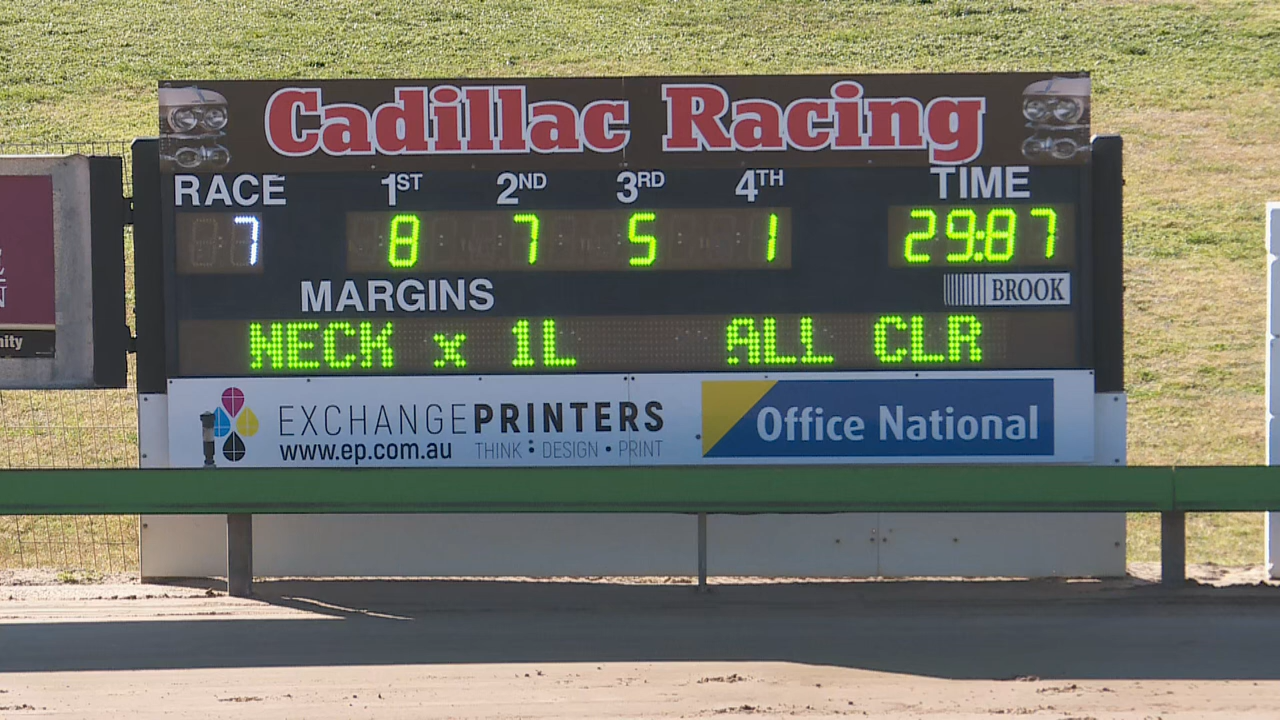 Cadillac Racing
RACE 1ST 2ND 3RD 4TH TIME
7 8 7 5 1 29:87
MARGINS BROOK
NECK x 1L ALL CLR
EXCHANGEPRINTERS Office National
www.ep.com.au THINK : DESIGN • PRINT